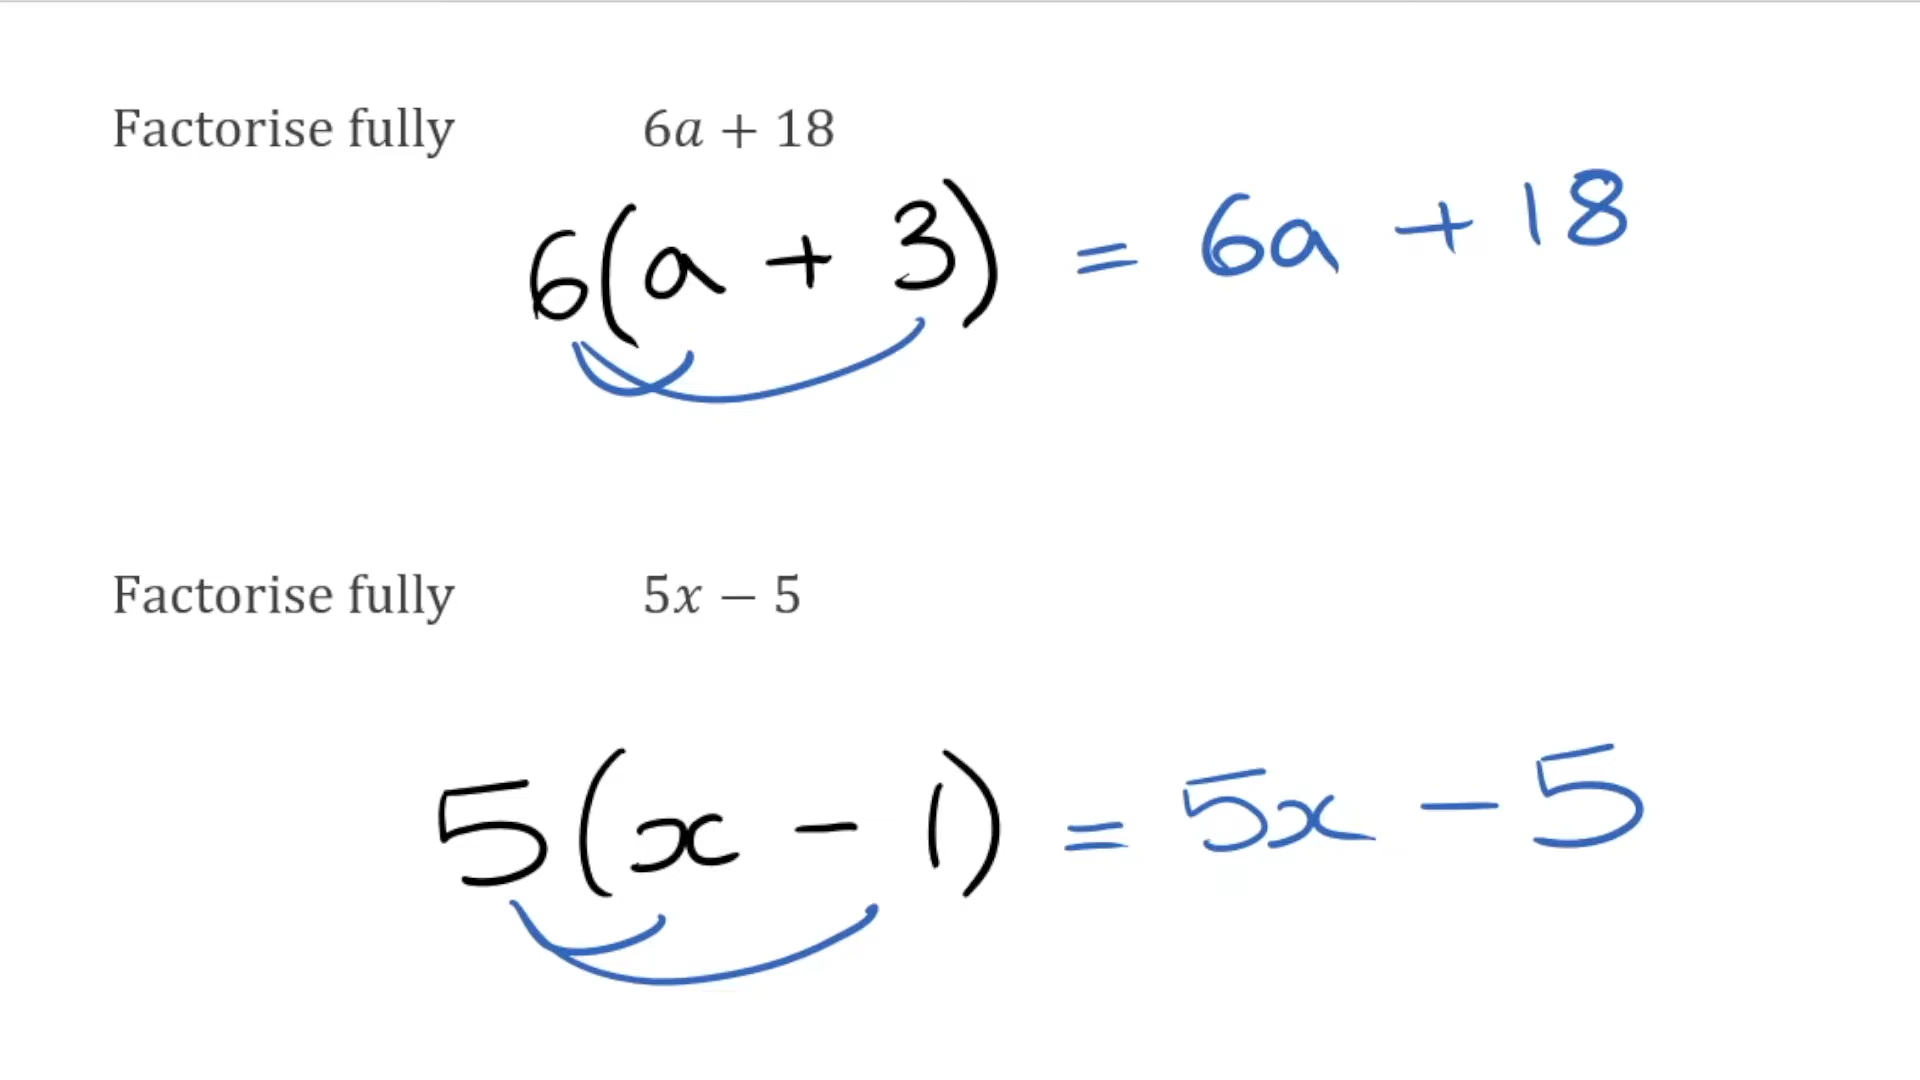 Factorise fully 6a + 18
6(a + 3) = 6a + 18
Factorise fully 5x − 5
5(x − 1) = 5x − 5